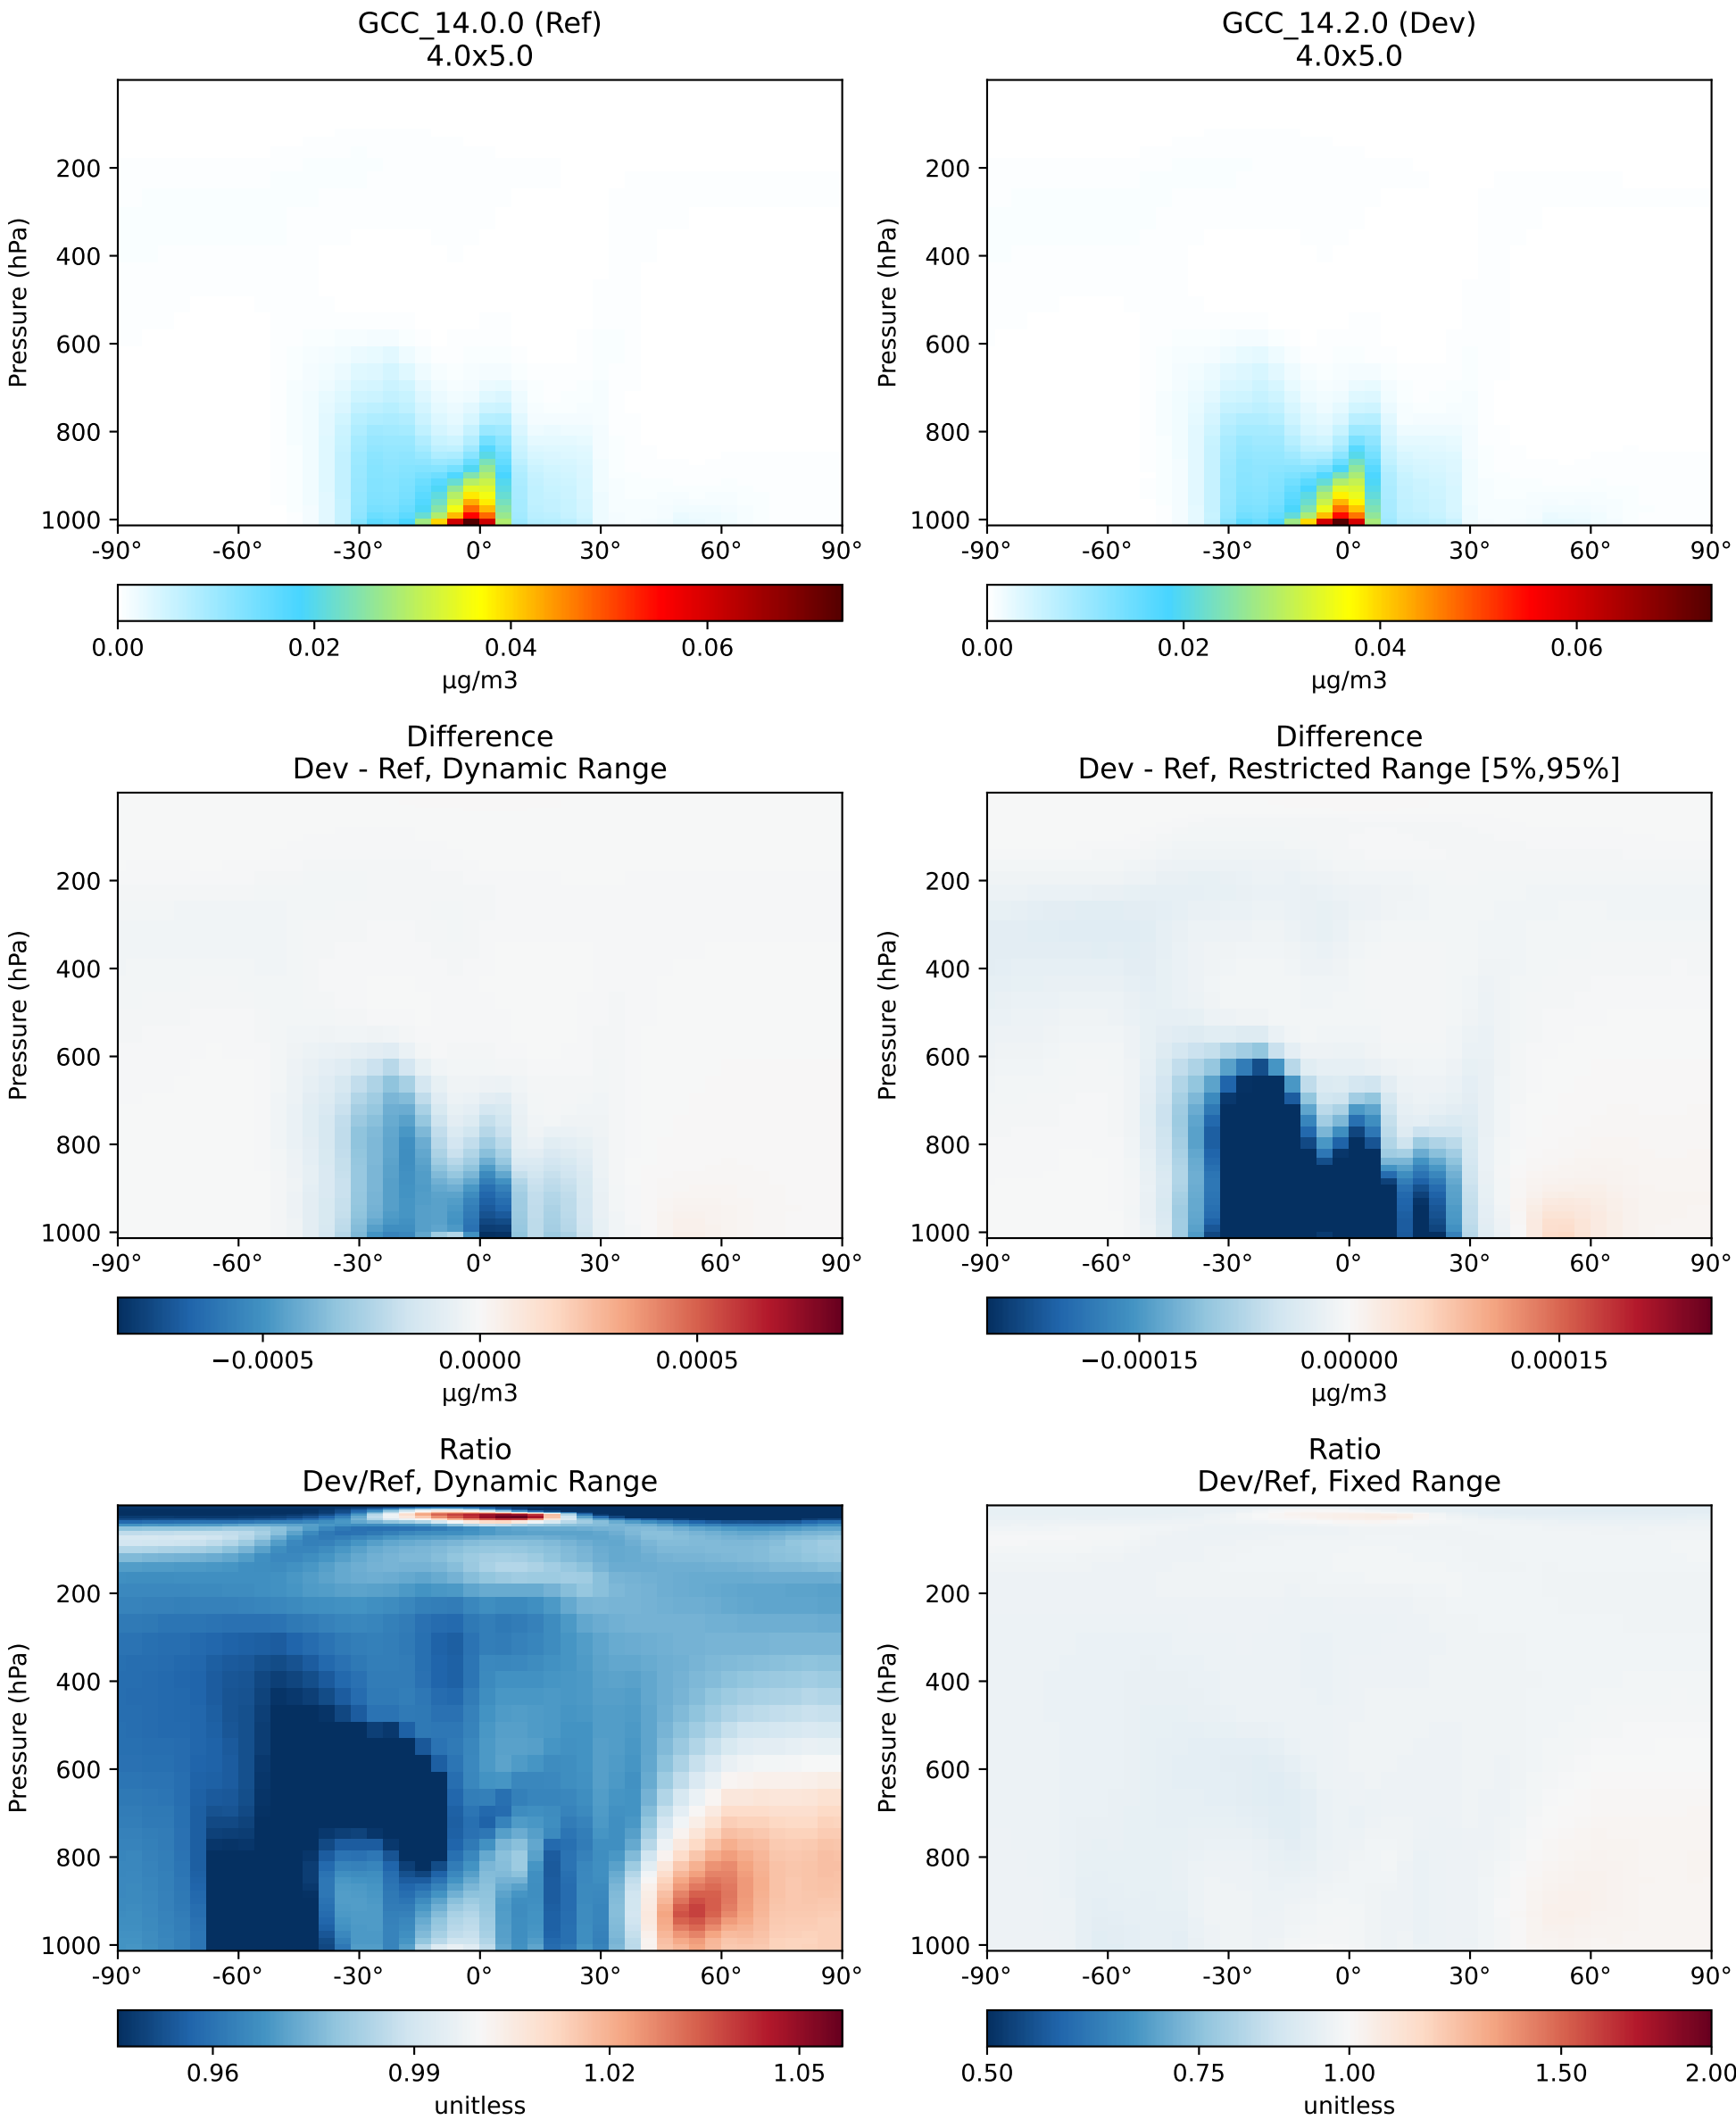 GCC_14.0.0 (Ref)
4.0x5.0
Pressure (hPa)
200
400
600
800
1000
-90° -60° -30° 0° 30° 60° 90°
0.00 0.02 0.04 0.06
µg/m3
GCC_14.2.0 (Dev)
4.0x5.0
Pressure (hPa)
200
400
600
800
1000
-90° -60° -30° 0° 30° 60° 90°
0.00 0.02 0.04 0.06
µg/m3
Difference
Dev - Ref, Dynamic Range
Pressure (hPa)
200
400
600
800
1000
-90° -60° -30° 0° 30° 60° 90°
−0.0005 0.0000 0.0005
µg/m3
Difference
Dev - Ref, Restricted Range [5%,95%]
Pressure (hPa)
200
400
600
800
1000
-90° -60° -30° 0° 30° 60° 90°
−0.00015 0.00000 0.00015
µg/m3
Ratio
Dev/Ref, Dynamic Range
Pressure (hPa)
200
400
600
800
1000
-90° -60° -30° 0° 30° 60° 90°
0.96 0.99 1.02 1.05
unitless
Ratio
Dev/Ref, Fixed Range
Pressure (hPa)
200
400
600
800
1000
-90° -60° -30° 0° 30° 60° 90°
0.50 0.75 1.00 1.50 2.00
unitless